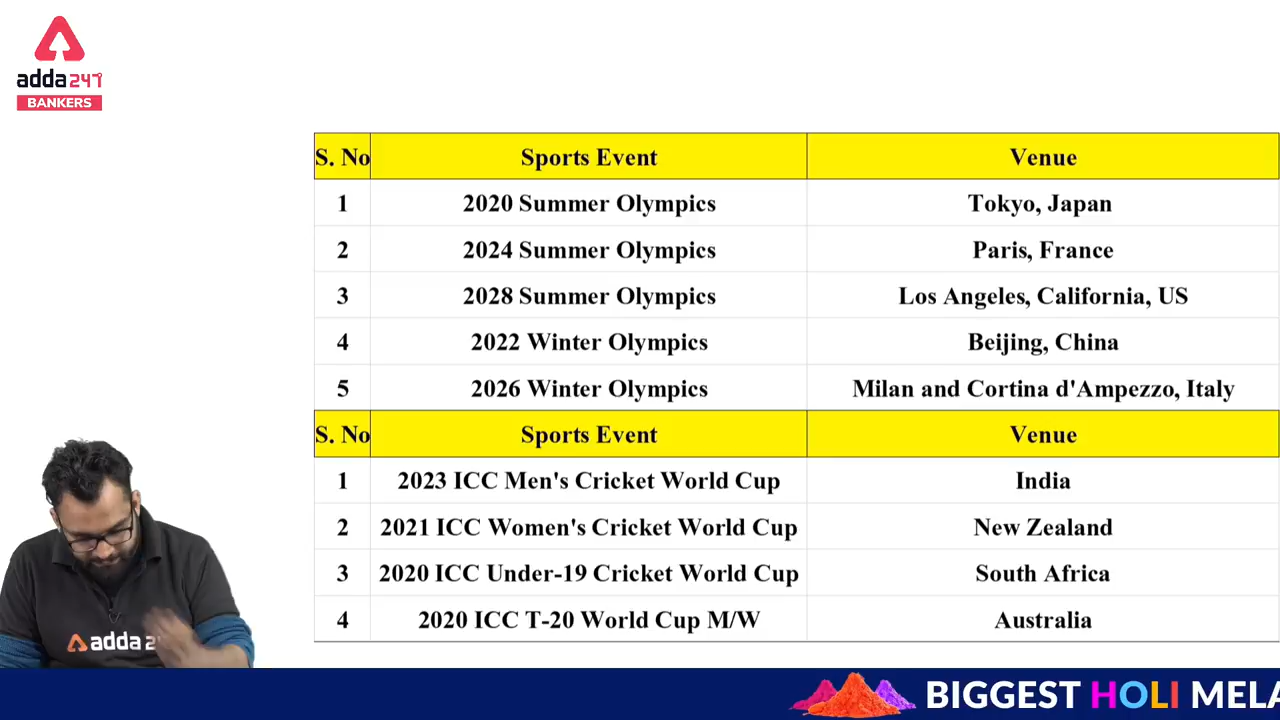 adda247
BANKERS
S. No Sports Event Venue
1 2020 Summer Olympics Tokyo, Japan
2 2024 Summer Olympics Paris, France
3 2028 Summer Olympics Los Angeles, California, US
4 2022 Winter Olympics Beijing, China
5 2026 Winter Olympics Milan and Cortina d'Ampezzo, Italy
S. No Sports Event Venue
1 2023 ICC Men's Cricket World Cup India
2 2021 ICC Women's Cricket World Cup New Zealand
3 2020 ICC Under-19 Cricket World Cup South Africa
4 2020 ICC T-20 World Cup M/W Australia
adda 2
BIGGEST HOLI MELA